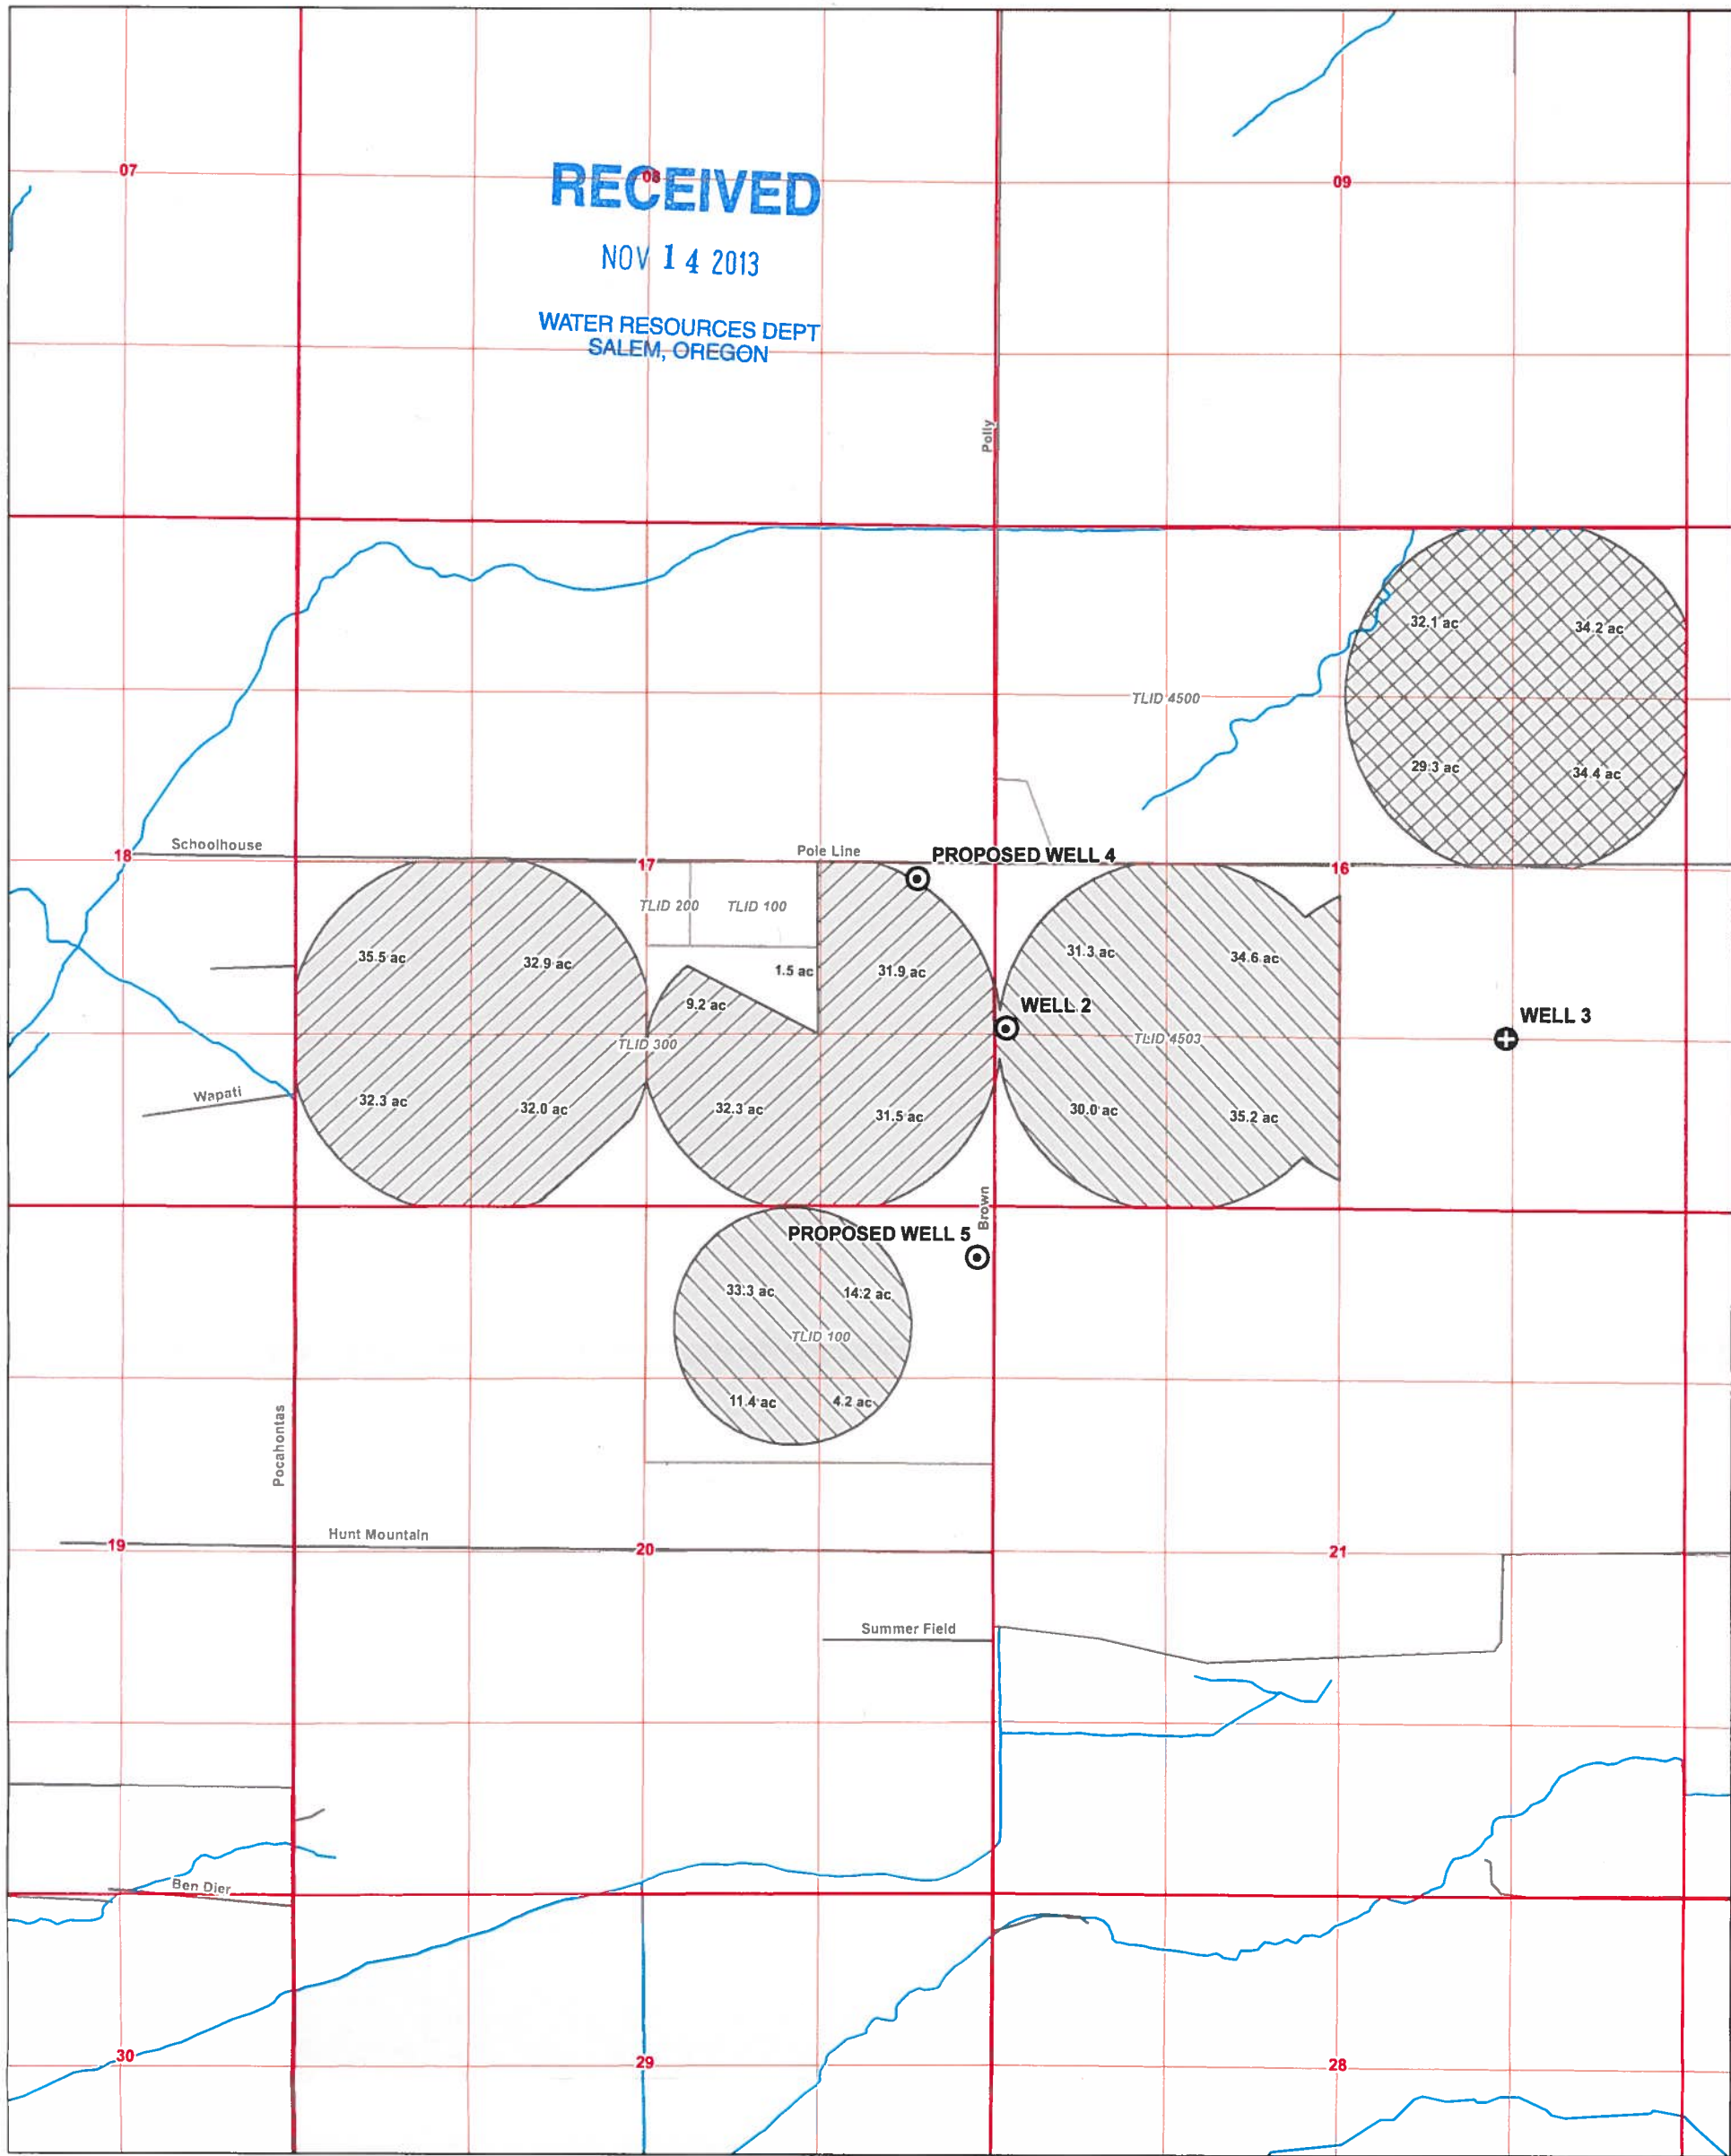 07
08
09
RECEIVED
NOV 14 2013
WATER RESOURCES DEPT
SALEM, OREGON
Polly
32.1 ac
34.2 ac
TLID 4500
29.3 ac
34.4 ac
Schoolhouse
18
17
Pole Line
PROPOSED WELL 4
16
TLID 200
TLID 100
35.5 ac
32.9 ac
1.5 ac
31.9 ac
31.3 ac
34.6 ac
9.2 ac
WELL 2
WELL 3
TLID 300
TLID 4503
Wapati
32.3 ac
32.0 ac
32.3 ac
31.5 ac
30.0 ac
35.2 ac
Brown
PROPOSED WELL 5
33.3 ac
14.2 ac
TLID 100
11.4 ac
4.2 ac
Pocahontas
Hunt Mountain
19
20
21
Summer Field
Ben Dier
30
29
28